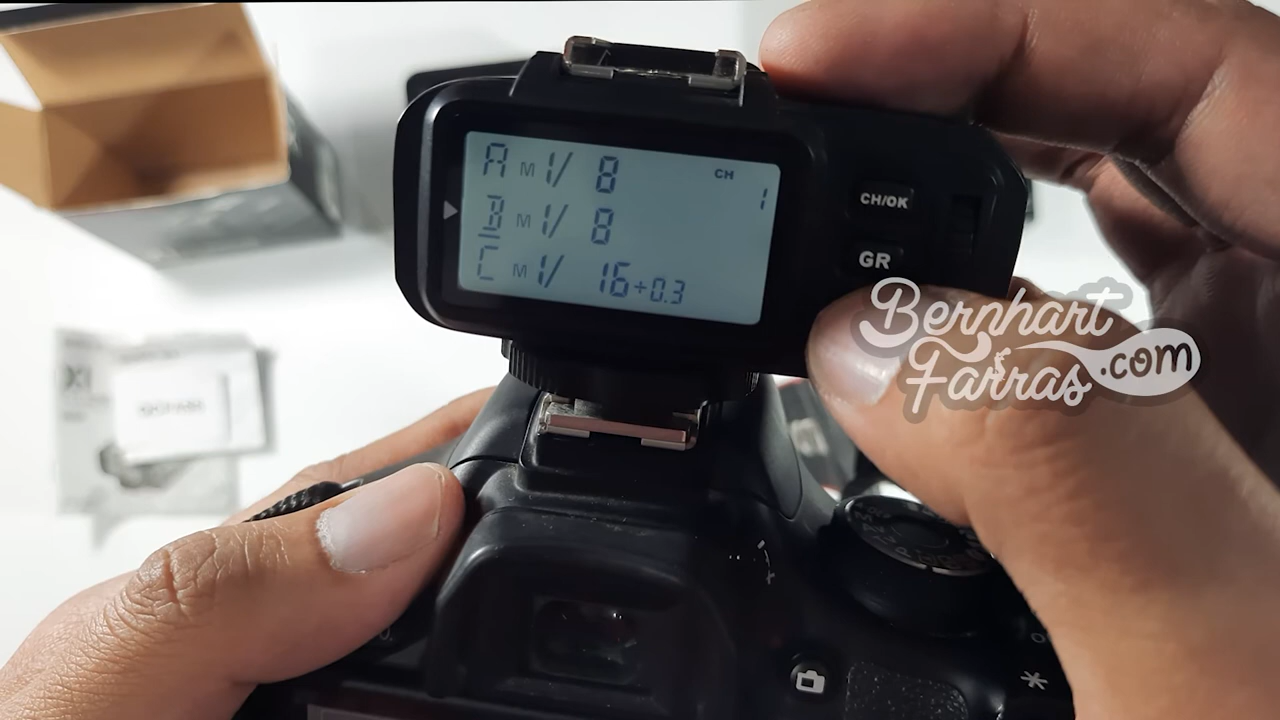 A M 1/ 8 CH
1
B M 1/ 8
C M 1/ 16+0.3
CH/OK
GR
Bernhart
Farras.com